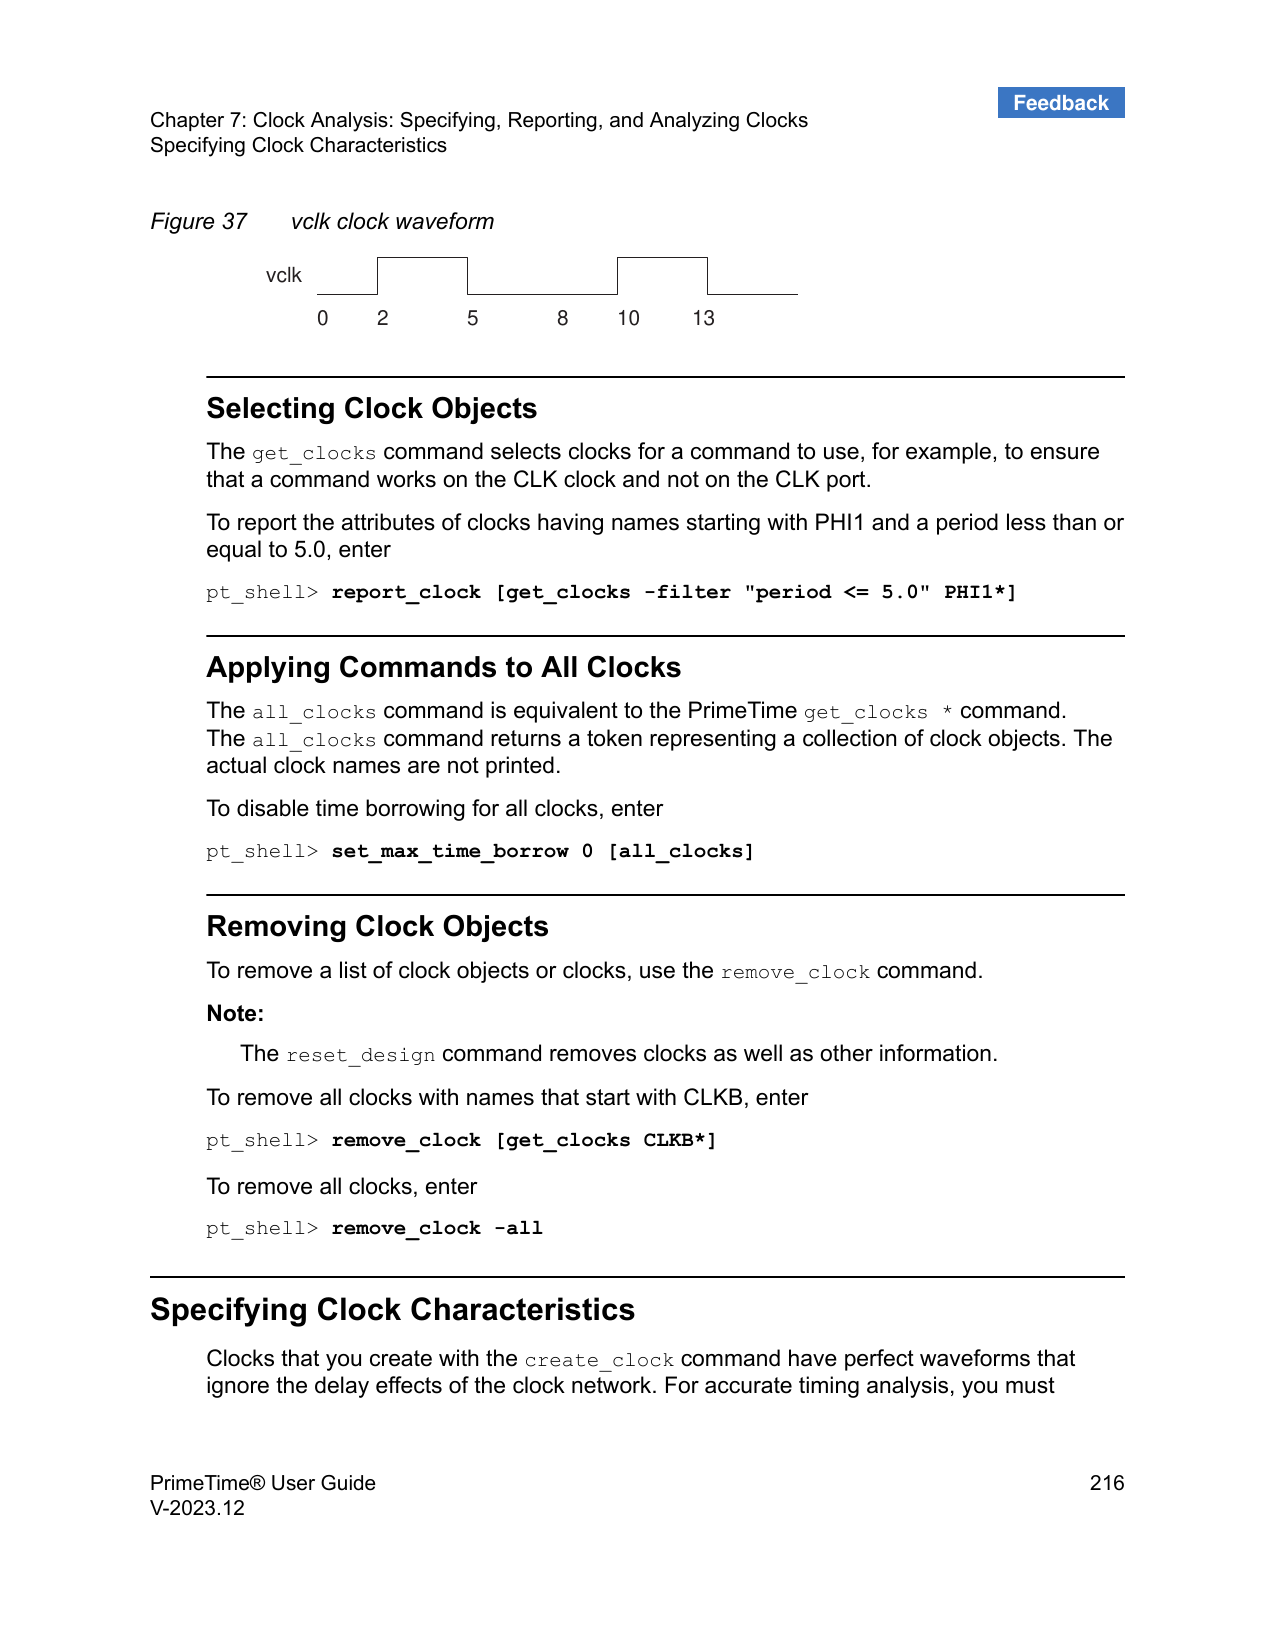 Feedback
Chapter 7: Clock Analysis: Specifying, Reporting, and Analyzing Clocks
Specifying Clock Characteristics
Figure 37 vclk clock waveform
vclk
0 2 5 8 10 13
Selecting Clock Objects
The get_clocks command selects clocks for a command to use, for example, to ensure
that a command works on the CLK clock and not on the CLK port.
To report the attributes of clocks having names starting with PHI1 and a period less than or
equal to 5.0, enter
pt_shell> report_clock [get_clocks -filter "period <= 5.0" PHI1*]
Applying Commands to All Clocks
The all_clocks command is equivalent to the PrimeTime get_clocks * command.
The all_clocks command returns a token representing a collection of clock objects. The
actual clock names are not printed.
To disable time borrowing for all clocks, enter
pt_shell> set_max_time_borrow 0 [all_clocks]
Removing Clock Objects
To remove a list of clock objects or clocks, use the remove_clock command.
Note:
The reset_design command removes clocks as well as other information.
To remove all clocks with names that start with CLKB, enter
pt_shell> remove_clock [get_clocks CLKB*]
To remove all clocks, enter
pt_shell> remove_clock -all
Specifying Clock Characteristics
Clocks that you create with the create_clock command have perfect waveforms that
ignore the delay effects of the clock network. For accurate timing analysis, you must
PrimeTime® User Guide 216
V-2023.12